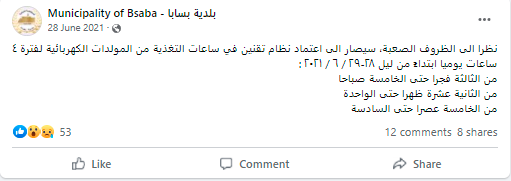 Municipality of Bsaba - بلدية بسابا
28 June 2021
نظرا الى الظروف الصعبة، سيصار الى اعتماد نظام تقنين في ساعات التغذية من المولدات الكهربائية لفترة ٤
ساعات يوميا ابتداء من ليل ٢٨-٢٩ / ٦ / ٢٠٢١ :
من الثالثة فجرا حتى الخامسة صباحا
من الثانية عشرة ظهرا حتى الواحدة
من الخامسة عصرا حتى السادسة
53 12 comments 8 shares
Like Comment Share